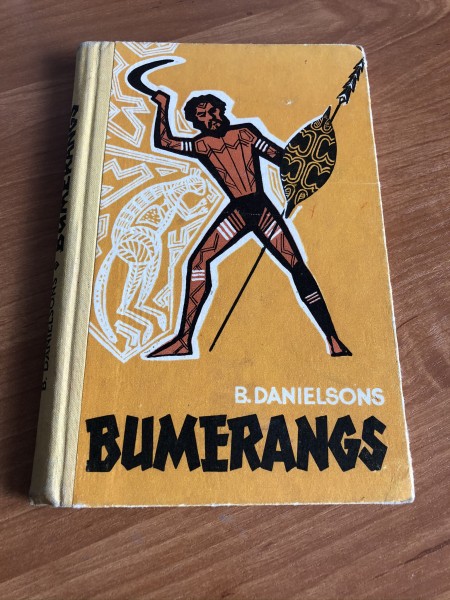 B. DANIELSONS
BUMERANGS
B. DANIELSONS • BUMERANGS